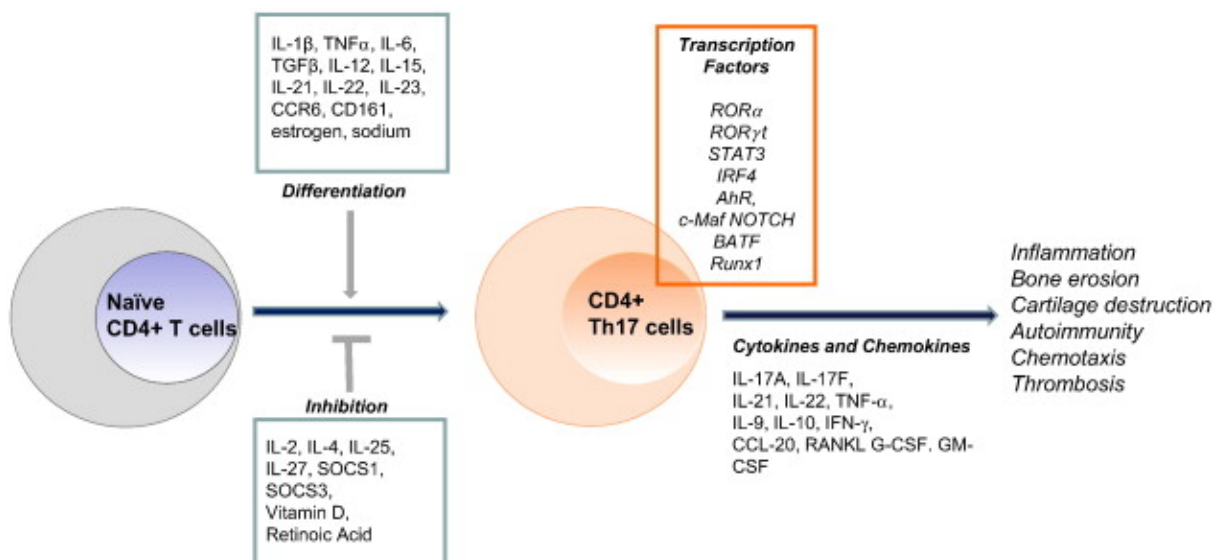 IL-1β, TNFα, IL-6,
TGFβ, IL-12, IL-15,
IL-21, IL-22, IL-23,
CCR6, CD161,
estrogen, sodium
Differentiation
Naïve
CD4+ T cells
Inhibition
IL-2, IL-4, IL-25,
IL-27, SOCS1,
SOCS3,
Vitamin D,
Retinoic Acid
Transcription
Factors
RORα
RORγt
STAT3
IRF4
AhR,
c-Maf NOTCH
BATF
Runx1
CD4+
Th17 cells
Cytokines and Chemokines
IL-17A, IL-17F,
IL-21, IL-22, TNF-α,
IL-9, IL-10, IFN-γ,
CCL-20, RANKL G-CSF. GM-
CSF
Inflammation
Bone erosion
Cartilage destruction
Autoimmunity
Chemotaxis
Thrombosis